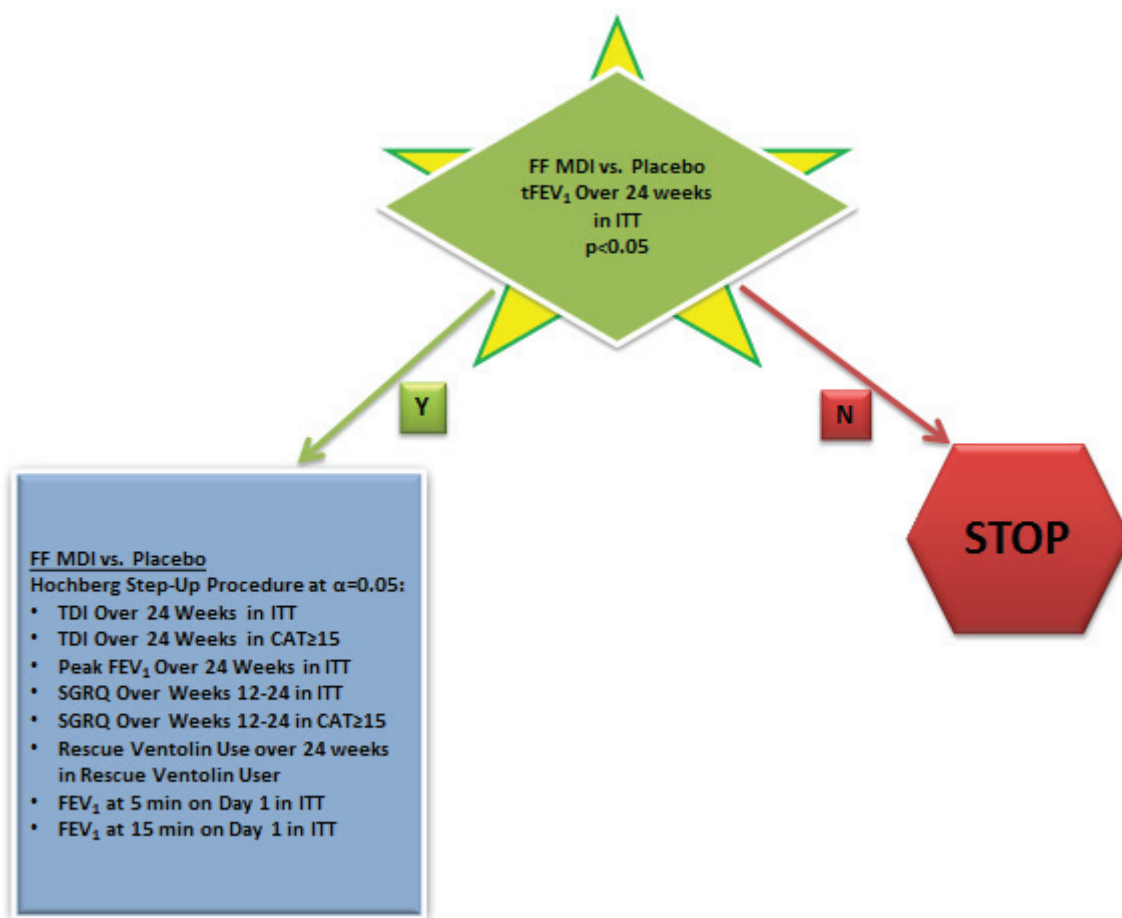 FF MDI vs. Placebo
tFEV₁ Over 24 weeks
in ITT
p<0.05
Y
N
STOP
FF MDI vs. Placebo
Hochberg Step-Up Procedure at α=0.05:
• TDI Over 24 Weeks in ITT
• TDI Over 24 Weeks in CAT≥15
• Peak FEV₁ Over 24 Weeks in ITT
• SGRQ Over Weeks 12-24 in ITT
• SGRQ Over Weeks 12-24 in CAT≥15
• Rescue Ventolin Use over 24 weeks
in Rescue Ventolin User
• FEV₁ at 5 min on Day 1 in ITT
• FEV₁ at 15 min on Day 1 in ITT